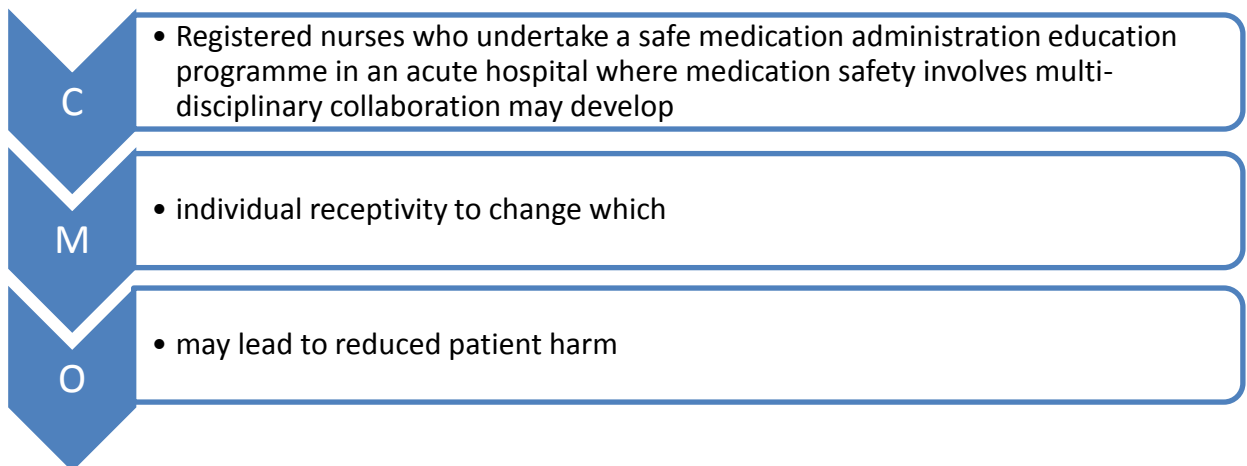 C
• Registered nurses who undertake a safe medication administration education
programme in an acute hospital where medication safety involves multi-
disciplinary collaboration may develop
M
• individual receptivity to change which
O
• may lead to reduced patient harm